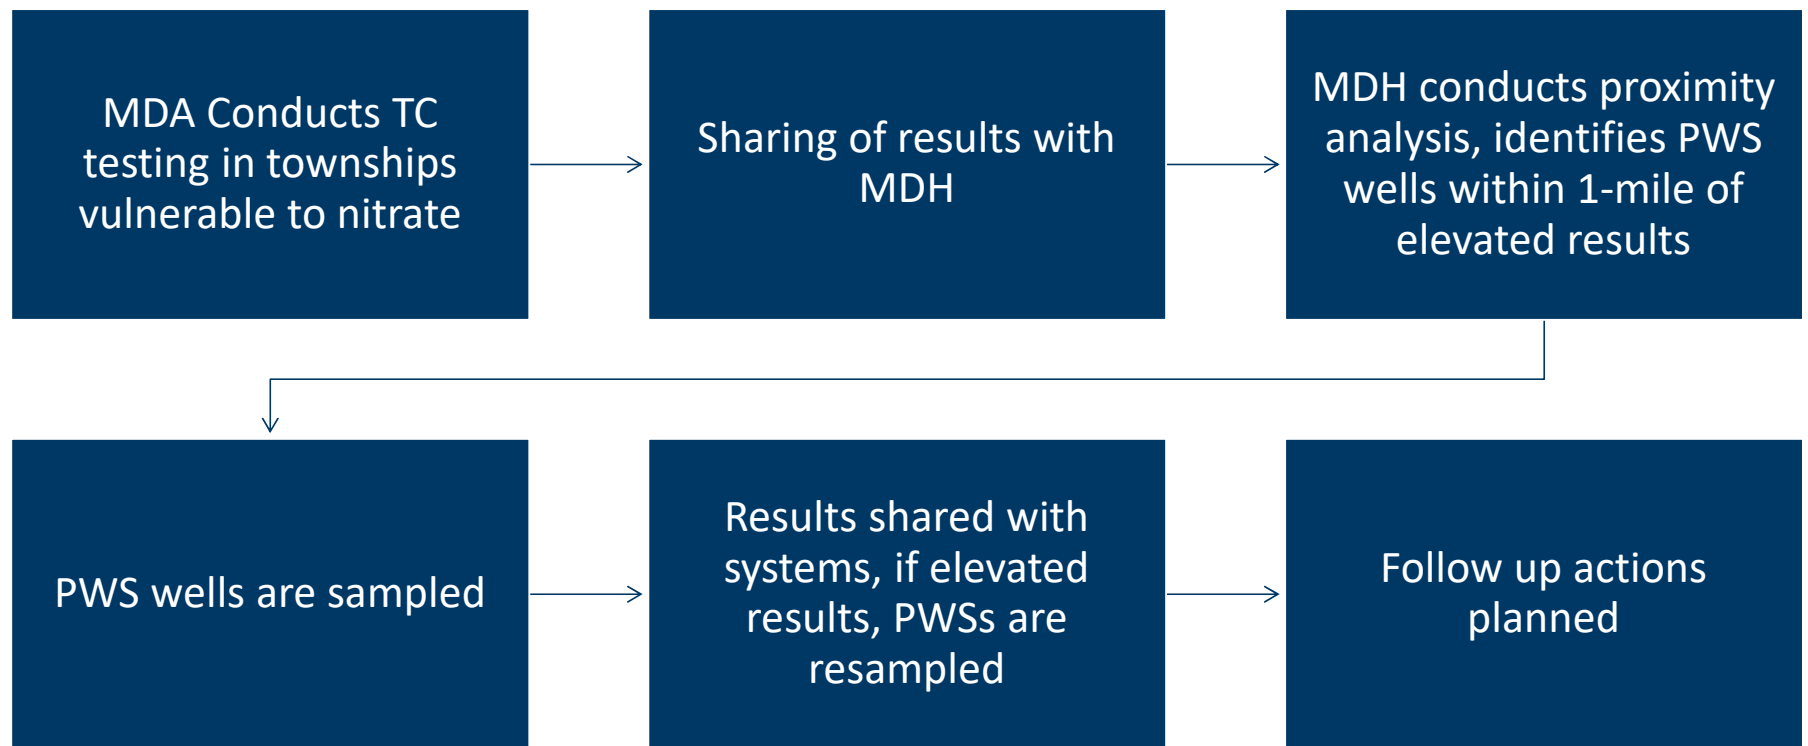 MDA Conducts TC
testing in townships
vulnerable to nitrate
Sharing of results with
MDH
MDH conducts proximity
analysis, identifies PWS
wells within 1-mile of
elevated results
PWS wells are sampled
Results shared with
systems, if elevated
results, PWSs are
resampled
Follow up actions
planned